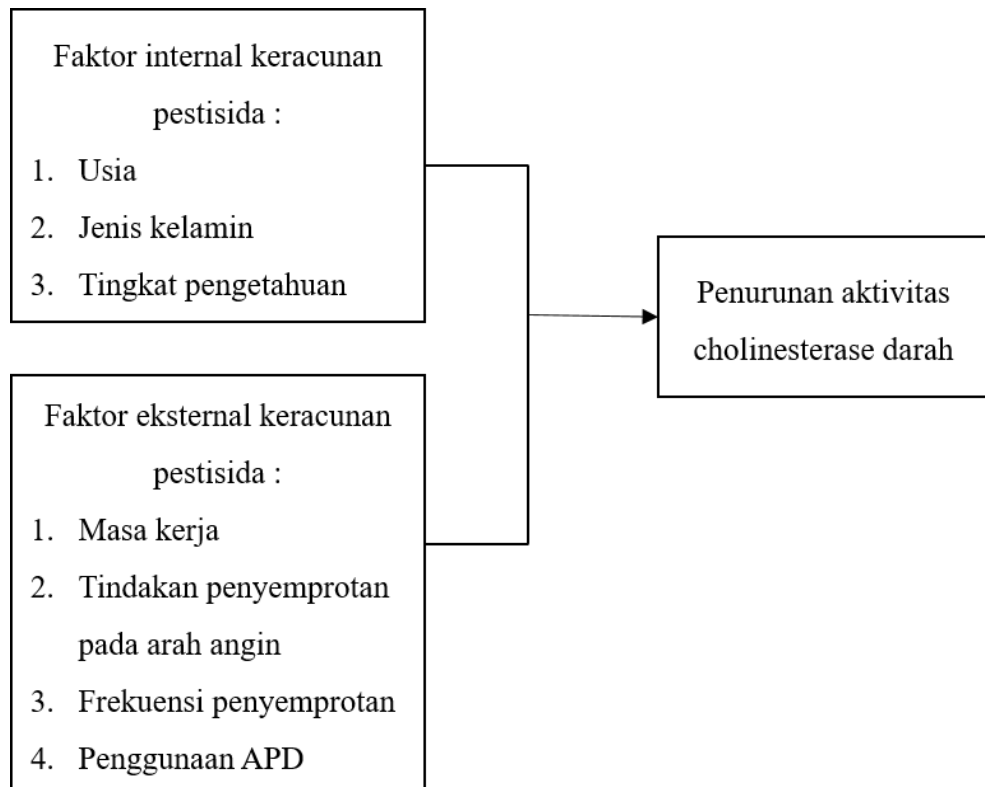 Faktor internal keracunan
pestisida :
1. Usia
2. Jenis kelamin
3. Tingkat pengetahuan
Faktor eksternal keracunan
pestisida :
1. Masa kerja
2. Tindakan penyemprotan
pada arah angin
3. Frekuensi penyemprotan
4. Penggunaan APD
Penurunan aktivitas
cholinesterase darah